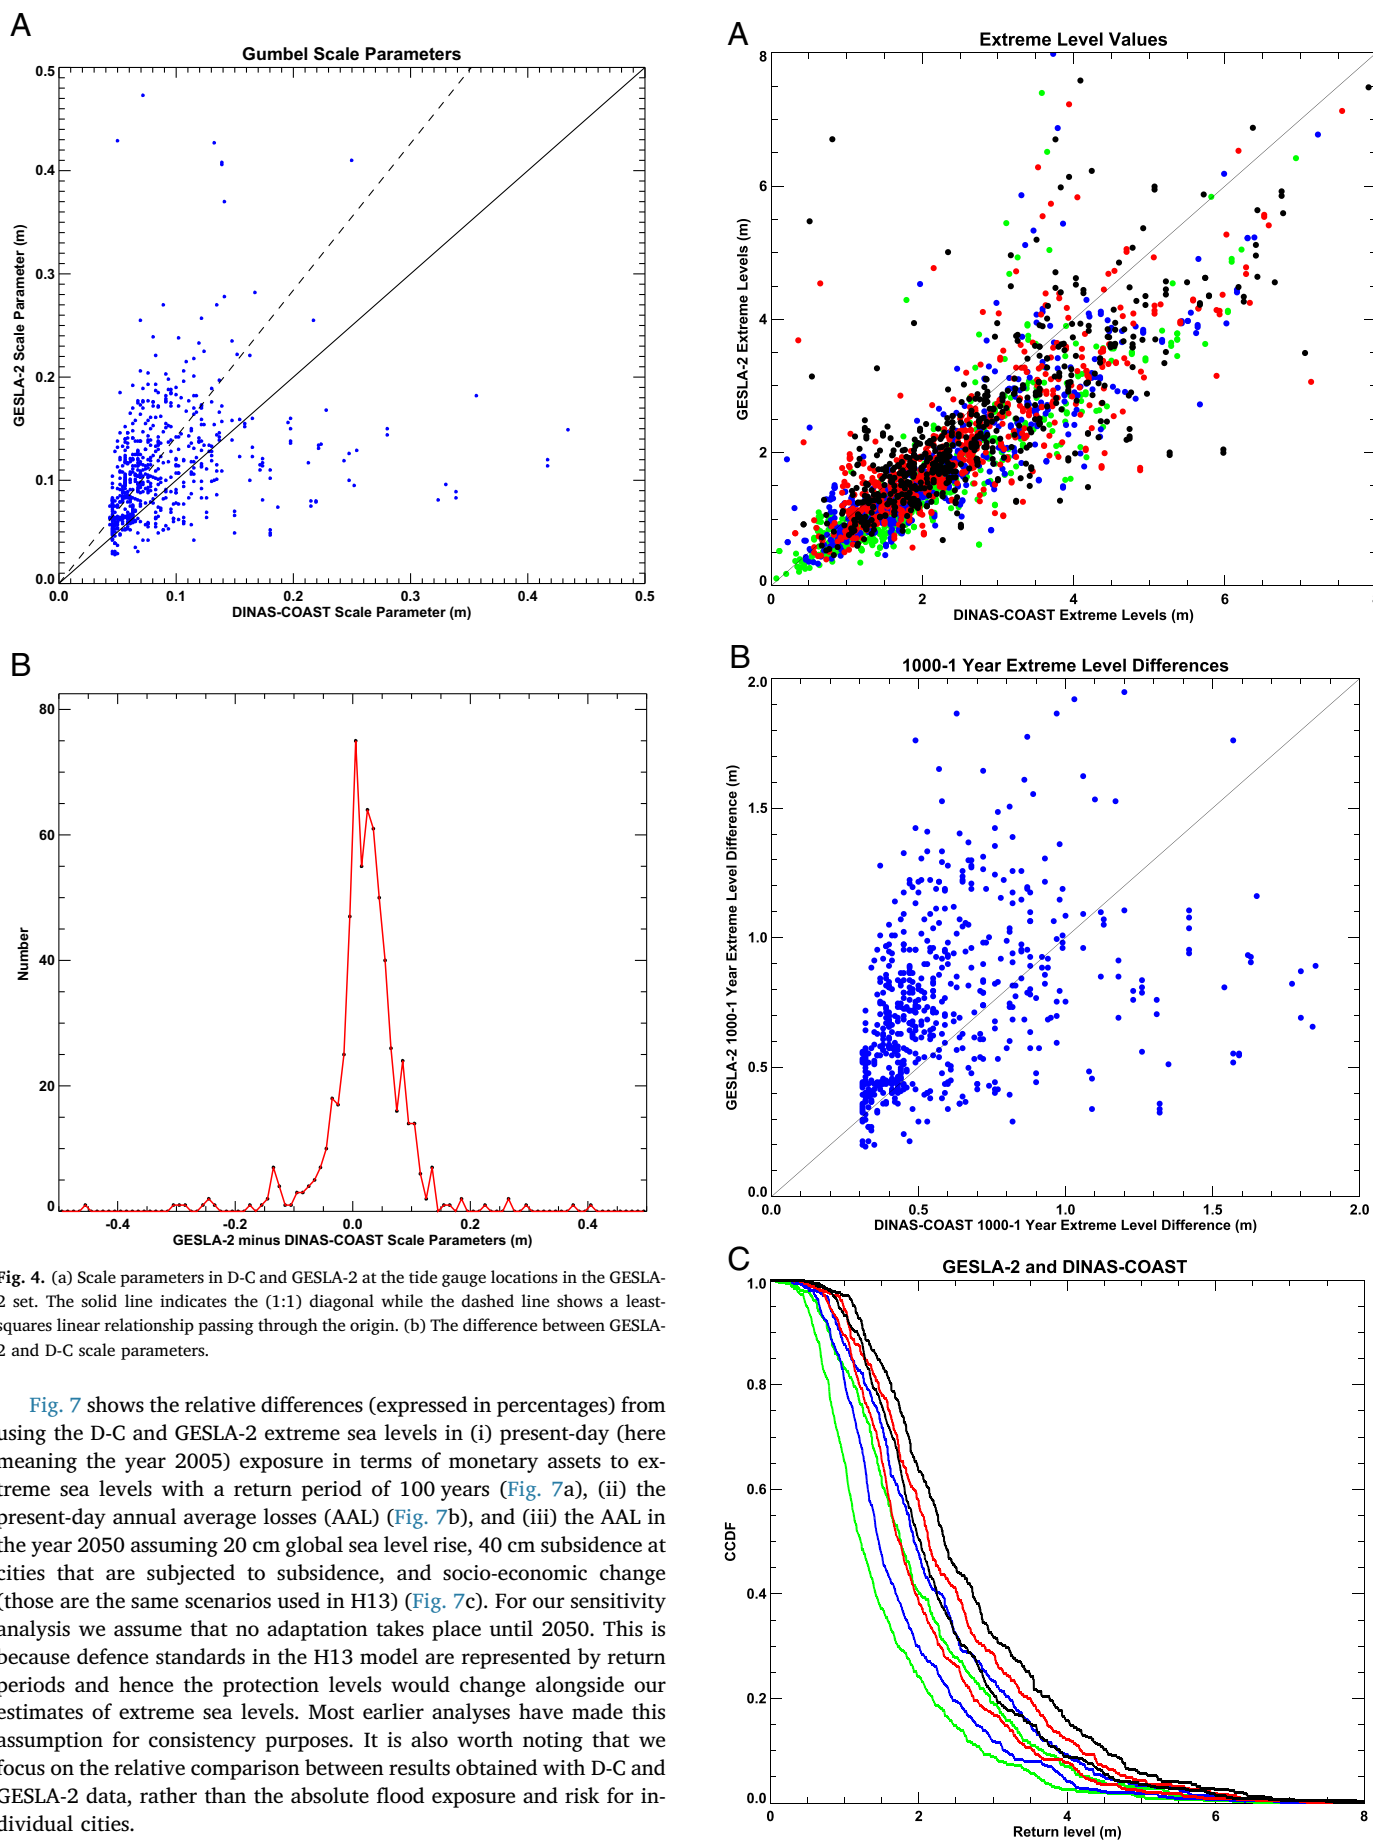 A
Gumbel Scale Parameters
0.5
0.4
0.3
0.2
0.1
0.0
GESLA-2 Scale Parameter (m)
0.0 0.1 0.2 0.3 0.4 0.5
DINAS-COAST Scale Parameter (m)
B
80
60
40
20
0
Number
-0.4 -0.2 0.0 0.2 0.4
GESLA-2 minus DINAS-COAST Scale Parameters (m)
Fig. 4. (a) Scale parameters in D-C and GESLA-2 at the tide gauge locations in the GESLA-
2 set. The solid line indicates the (1:1) diagonal while the dashed line shows a least-
squares linear relationship passing through the origin. (b) The difference between GESLA-
2 and D-C scale parameters.
Fig. 7 shows the relative differences (expressed in percentages) from
using the D-C and GESLA-2 extreme sea levels in (i) present-day (here
meaning the year 2005) exposure in terms of monetary assets to ex-
treme sea levels with a return period of 100 years (Fig. 7a), (ii) the
present-day annual average losses (AAL) (Fig. 7b), and (iii) the AAL in
the year 2050 assuming 20 cm global sea level rise, 40 cm subsidence at
cities that are subjected to subsidence, and socio-economic change
(those are the same scenarios used in H13) (Fig. 7c). For our sensitivity
analysis we assume that no adaptation takes place until 2050. This is
because defence standards in the H13 model are represented by return
periods and hence the protection levels would change alongside our
estimates of extreme sea levels. Most earlier analyses have made this
assumption for consistency purposes. It is also worth noting that we
focus on the relative comparison between results obtained with D-C and
GESLA-2 data, rather than the absolute flood exposure and risk for in-
dividual cities.
A
Extreme Level Values
8
6
4
2
0
GESLA-2 Extreme Levels (m)
0 2 4 6
DINAS-COAST Extreme Levels (m)
B
1000-1 Year Extreme Level Differences
2.0
1.5
1.0
0.5
0.0
GESLA-2 1000-1 Year Extreme Level Difference (m)
0.0 0.5 1.0 1.5 2.0
DINAS-COAST 1000-1 Year Extreme Level Difference (m)
C
GESLA-2 and DINAS-COAST
1.0
0.8
0.6
0.4
0.2
0.0
CCDF
0 2 4 6 8
Return level (m)